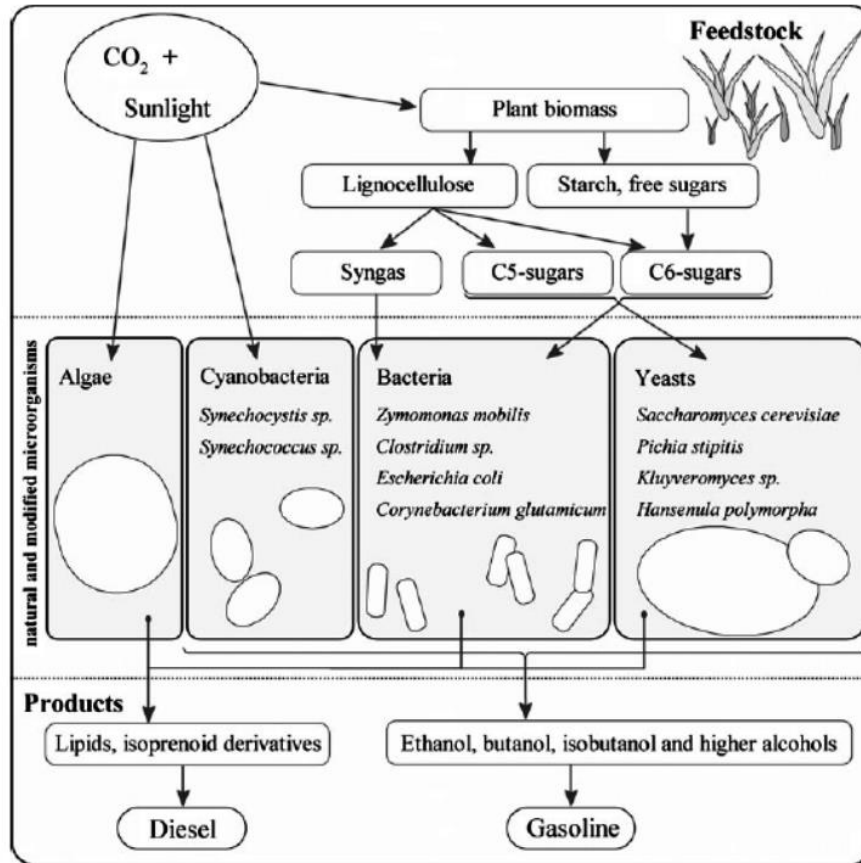 Feedstock
CO2 +
Sunlight
Plant biomass
Lignocellulose
Starch, free sugars
Syngas
C5-sugars
C6-sugars
natural and modified microorganisms
Algae
Cyanobacteria
Synechocystis sp.
Synechococcus sp.
Bacteria
Zymomonas mobilis
Clostridium sp.
Escherichia coli
Corynebacterium glutamicum
Yeasts
Saccharomyces cerevisiae
Pichia stipitis
Kluyveromyces sp.
Hansenula polymorpha
Products
Lipids, isoprenoid derivatives
Ethanol, butanol, isobutanol and higher alcohols
Diesel
Gasoline